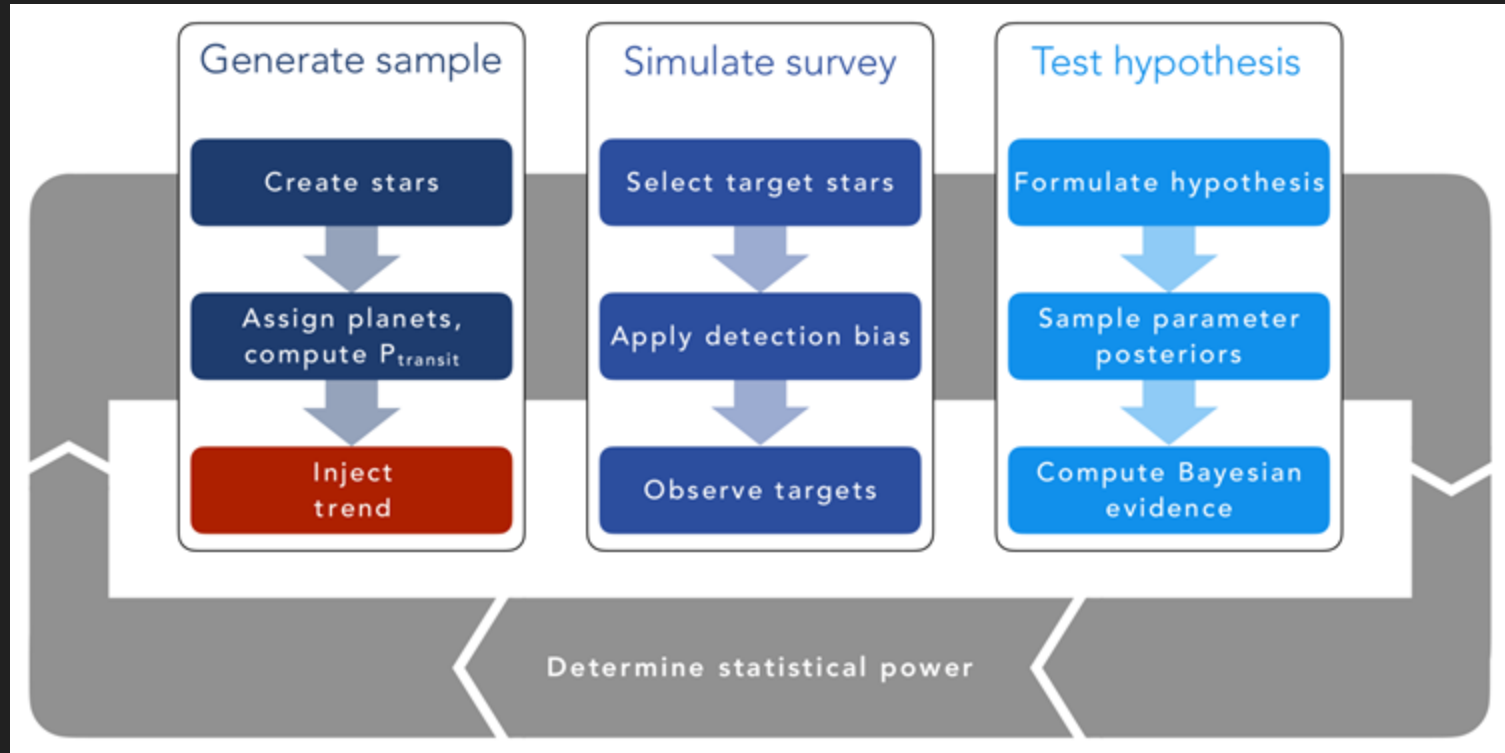 Generate sample
Create stars
Assign planets,
compute Ptransit
Inject
trend
Simulate survey
Select target stars
Apply detection bias
Observe targets
Test hypothesis
Formulate hypothesis
Sample parameter
posteriors
Compute Bayesian
evidence
Determine statistical power